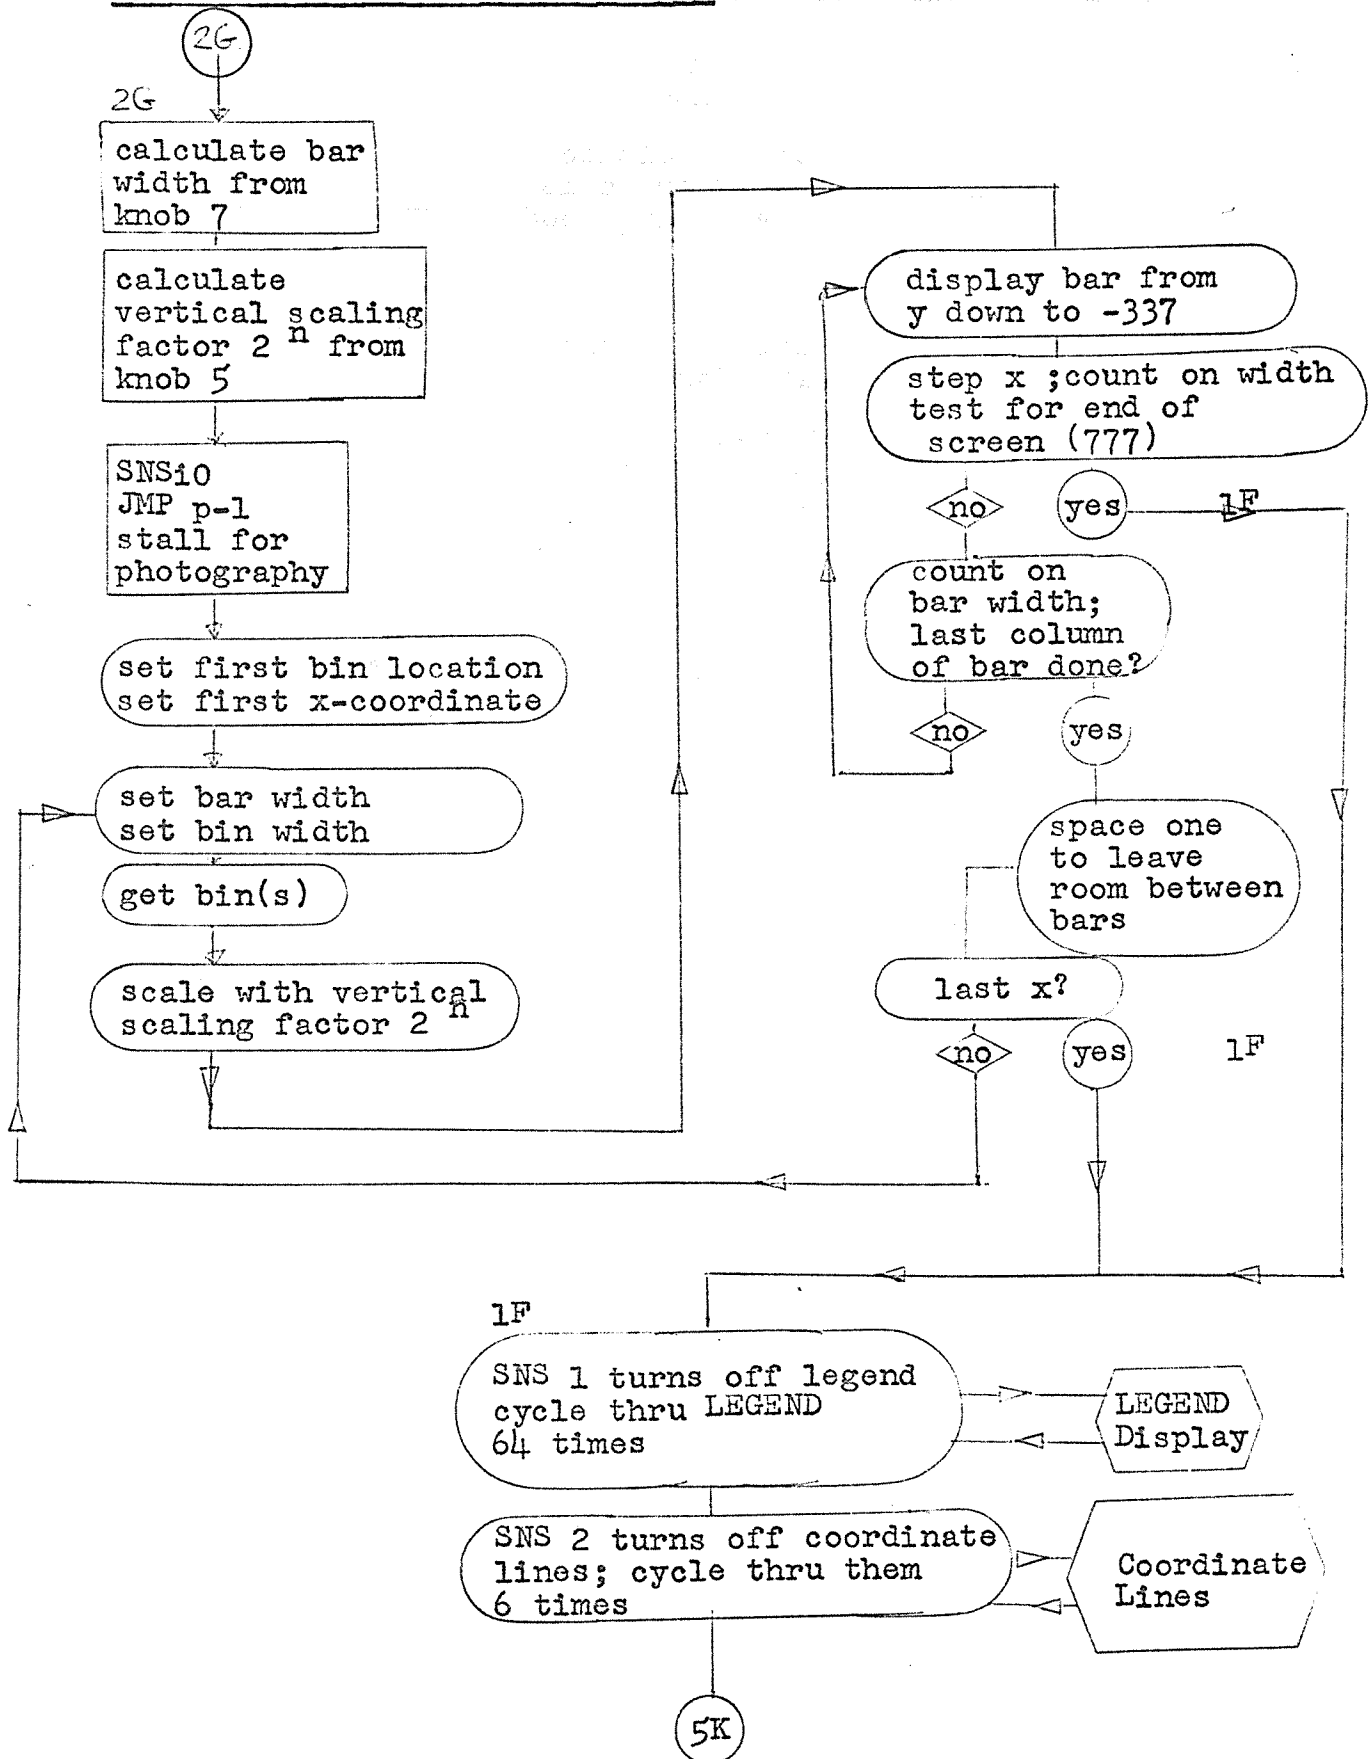 2G
2G
calculate bar
width from
knob 7
calculate
vertical scaling
factor 2 n from
knob 5
SNSi0
JMP p-1
stall for
photography
set first bin location
set first x-coordinate
set bar width
set bin width
get bin(s)
scale with vertical
scaling factor 2 n
display bar from
y down to -337
step x ;count on width
test for end of
screen (777)
no
yes
1F
count on
bar width;
last column
of bar done?
no
yes
space one
to leave
room between
bars
last x?
no
yes
1F
1F
SNS 1 turns off legend
cycle thru LEGEND
64 times
LEGEND
Display
SNS 2 turns off coordinate
lines; cycle thru them
6 times
Coordinate
Lines
5K